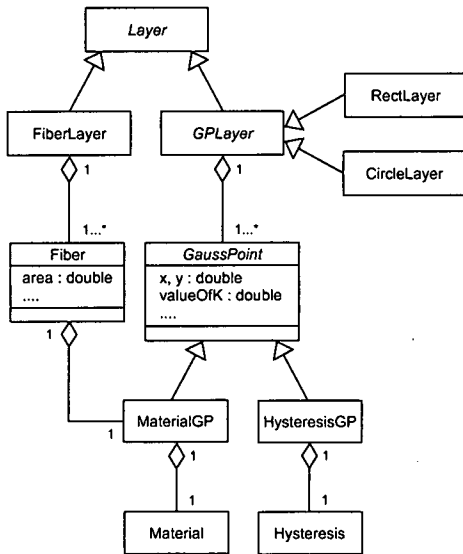 Layer
RectLayer
FiberLayer
GPLayer
CircleLayer
1
1
1...*
1...*
Fiber
GaussPoint
area : double
x, y : double
....
valueOfK : double
....
1
MaterialGP
HysteresisGP
1
1
1
1
1
Material
Hysteresis